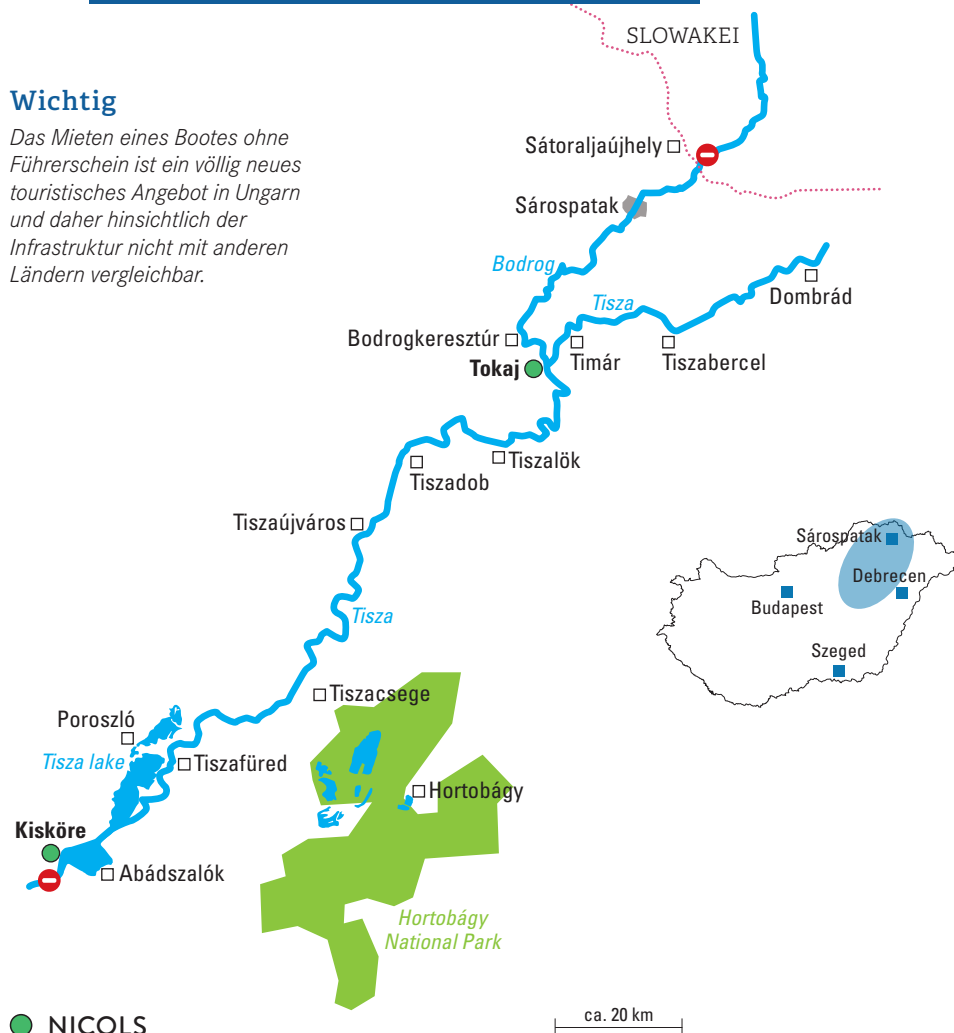 SLOWAKEI
Wichtig
Das Mieten eines Bootes ohne
Führerschein ist ein völlig neues
touristisches Angebot in Ungarn
und daher hinsichtlich der
Infrastruktur nicht mit anderen
Ländern vergleichbar.
Sátoraljaújhely
Sárospatak
Bodrog
Tisza
Dombrád
Bodrogkeresztúr
Tokaj
Timár
Tiszabercel
Tiszalök
Tiszadob
Tiszaújváros
Sárospatak
Debrecen
Budapest
Tisza
Szeged
Tiszacsege
Poroszló
Tisza lake
Tiszafüred
Hortobágy
Kisköre
Abádszalók
Hortobágy
National Park
NICOLS
ca. 20 km